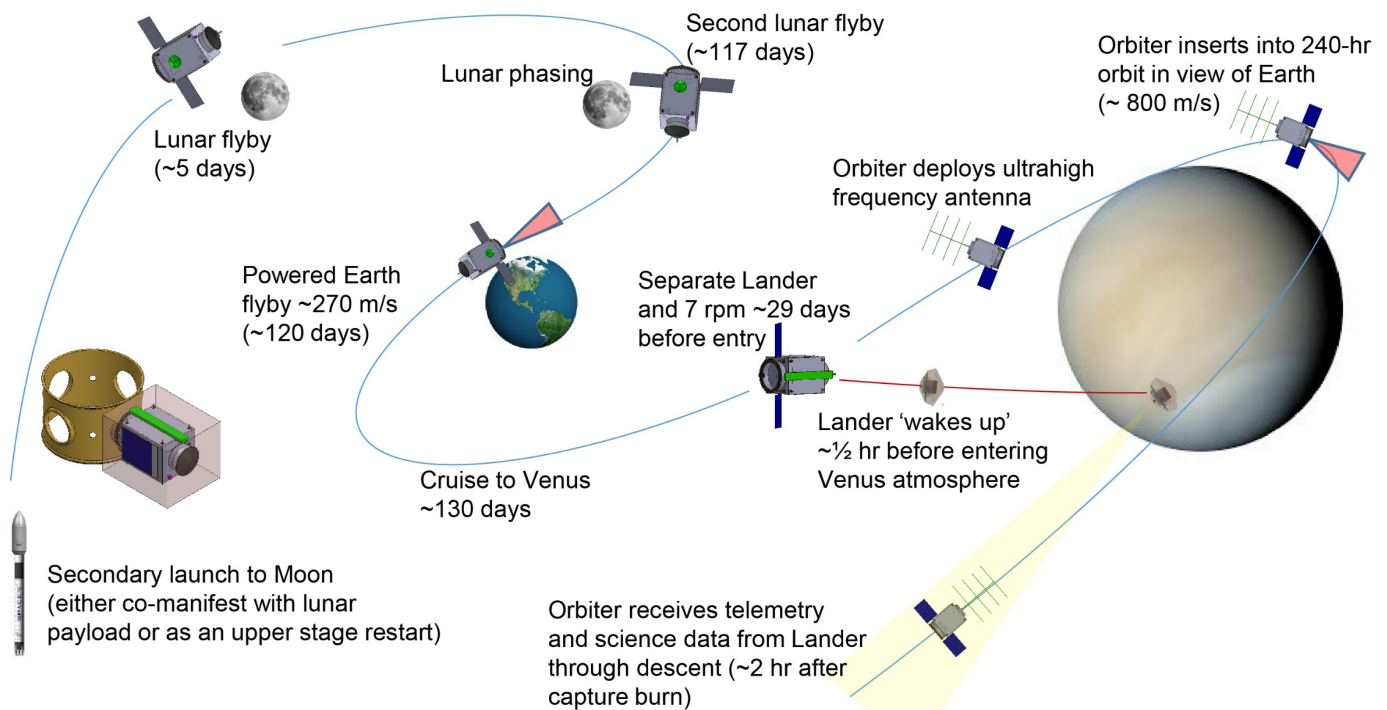 Second lunar flyby
(~117 days)
Lunar phasing
Lunar flyby
(~5 days)
Orbiter inserts into 240-hr
orbit in view of Earth
(~ 800 m/s)
Orbiter deploys ultrahigh
frequency antenna
Powered Earth
flyby ~270 m/s
(~120 days)
Separate Lander
and 7 rpm ~29 days
before entry
Lander ‘wakes up’
~½ hr before entering
Venus atmosphere
Cruise to Venus
~130 days
Secondary launch to Moon
(either co-manifest with lunar
payload or as an upper stage restart)
SPACEX
Orbiter receives telemetry
and science data from Lander
through descent (~2 hr after
capture burn)